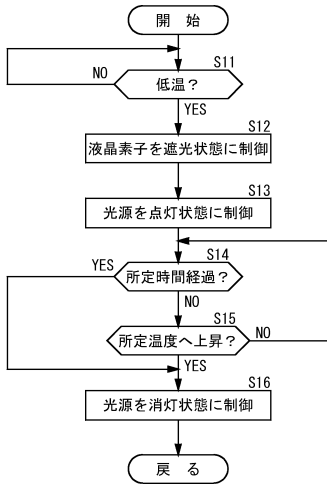 開 始
S11
低温？
NO
YES
S12
液晶素子を遮光状態に制御
S13
光源を点灯状態に制御
S14
YES
所定時間経過？
NO
S15
所定温度へ上昇？
NO
YES
S16
光源を消灯状態に制御
戻 る